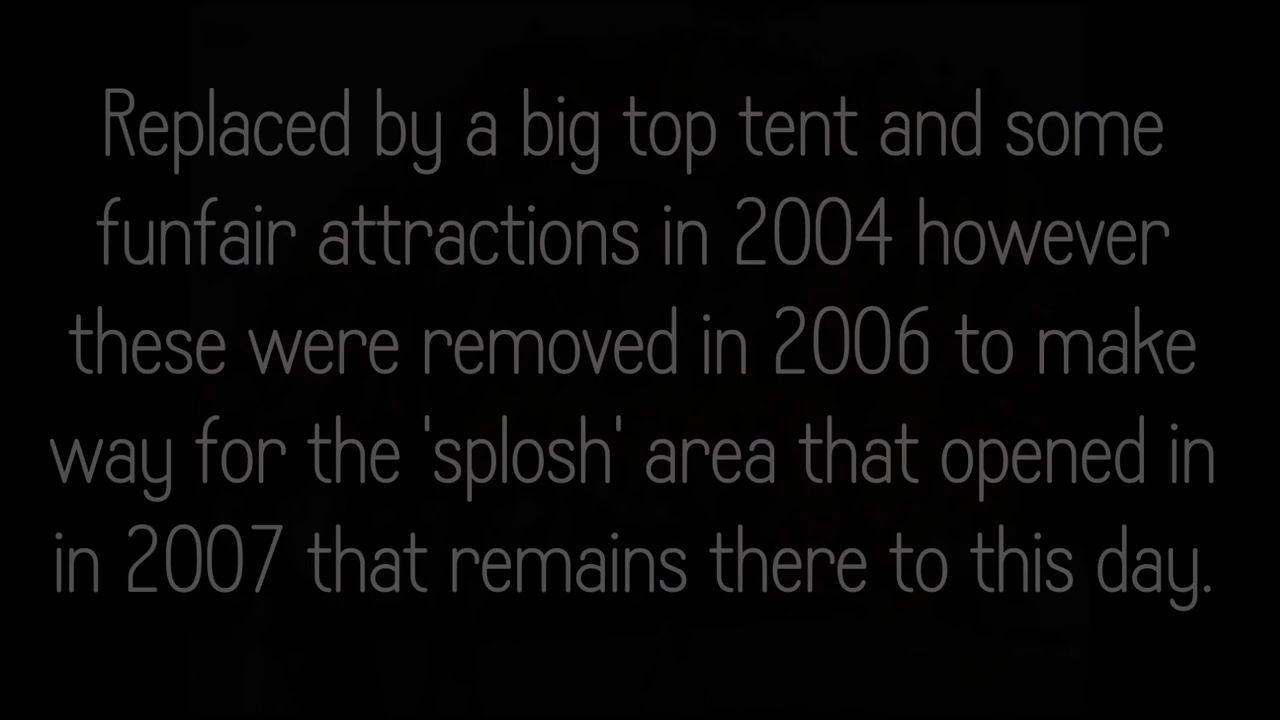 Replaced by a big top tent and some
funfair attractions in 2004 however
these were removed in 2006 to make
way for the 'splosh' area that opened in
in 2007 that remains there to this day.